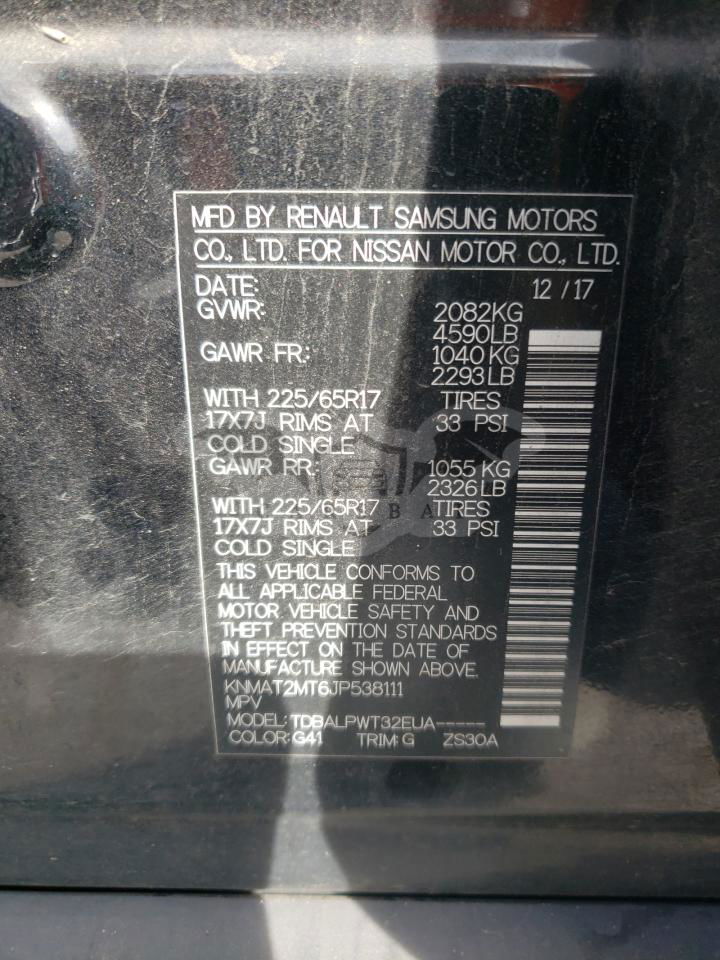 MFD BY RENAULT SAMSUNG MOTORS
CO., LTD. FOR NISSAN MOTOR CO., LTD.
DATE: 12 / 17
GVWR: 2082KG
4590LB
GAWR FR: 1040 KG
2293LB
WITH 225/65R17 TIRES
17X7J RIMS AT 33 PSI
COLD SINGLE
GAWR RR: 1055 KG
2326LB
WITH 225/65R17 TIRES
17X7J RIMS AT 33 PSI
COLD SINGLE
THIS VEHICLE CONFORMS TO
ALL APPLICABLE FEDERAL
MOTOR VEHICLE SAFETY AND
THEFT PREVENTION STANDARDS
IN EFFECT ON THE DATE OF
MANUFACTURE SHOWN ABOVE.
KNMAT2MT6JP538111
MPV
MODEL: TDBALPWT32EUA-----
COLOR: G41 TRIM: G ZS30A